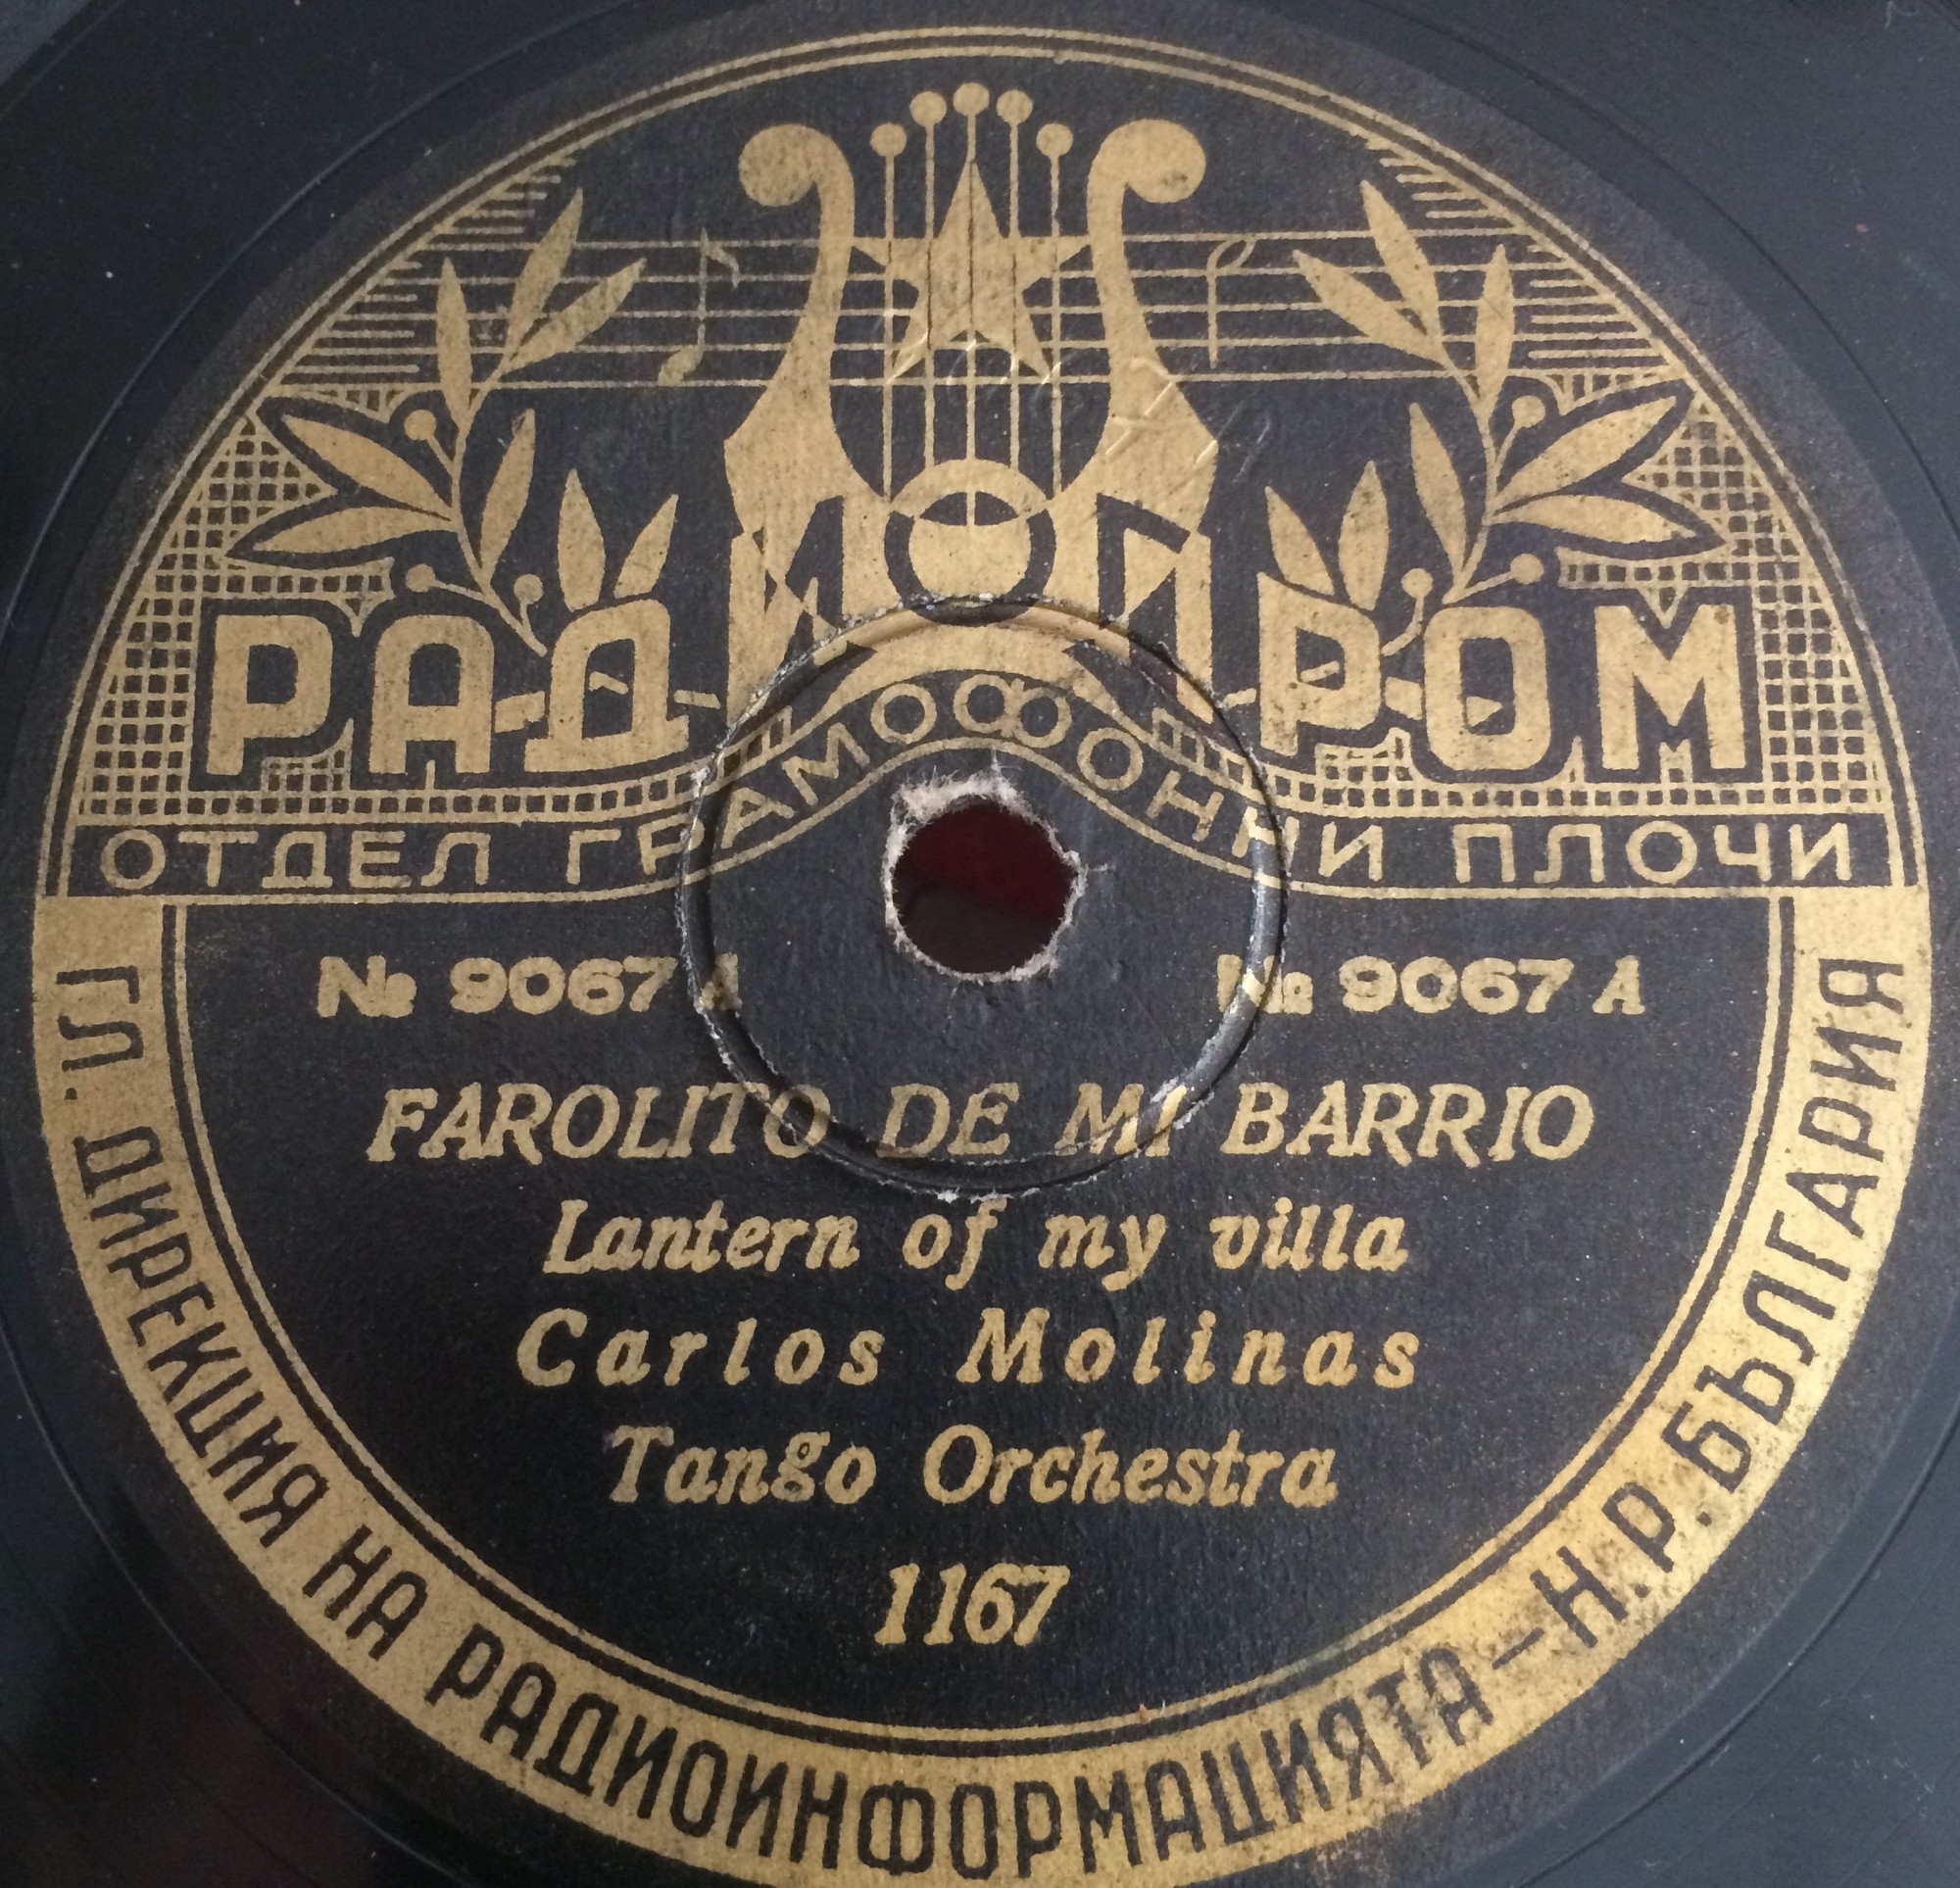 РАДИОПРОМ
ОТДЕЛ ГРАМОФОННИ ПЛОЧИ
№ 9067 A № 9067 A
FAROLITO DE MI BARRIO
Lantern of my villa
Carlos Molinas
Tango Orchestra
1167
ГЛ. ДИРЕКЦИЯ НА РАДИОИНФОРМАЦИЯТА — Н.Р. БЪЛГАРИЯ